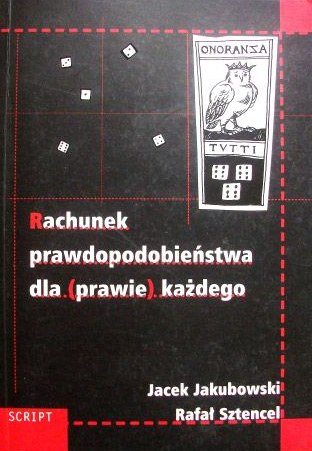 ONORANZA
TVTTI
Rachunek
prawdopodobieństwa
dla (prawie) każdego
Jacek Jakubowski
Rafał Sztencel
SCRIPT